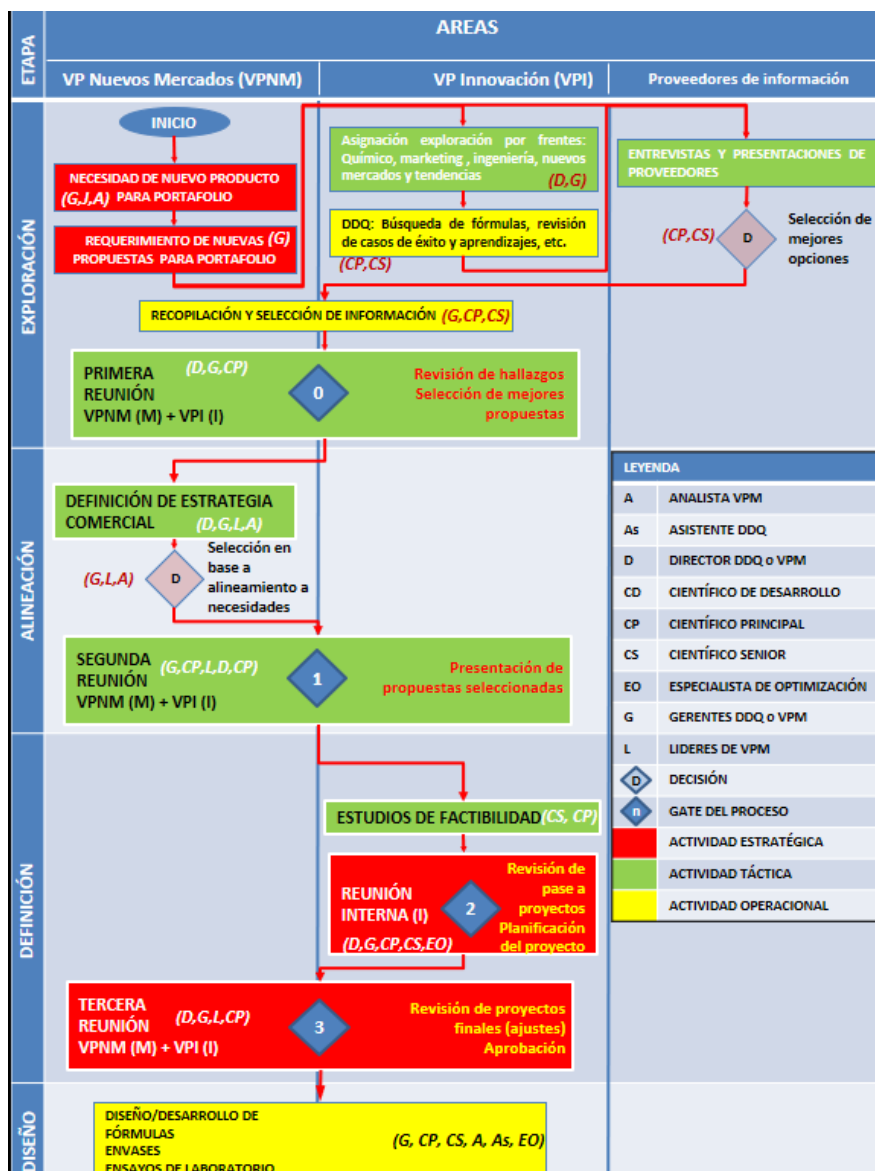 ETAPA
AREAS
VP Nuevos Mercados (VPNM)
VP Innovación (VPI)
Proveedores de información
EXPLORACIÓN
INICIO
NECESIDAD DE NUEVO PRODUCTO
(G,J,A) PARA PORTAFOLIO
REQUERIMIENTO DE NUEVAS (G)
PROPUESTAS PARA PORTAFOLIO
Asignación exploración por frentes:
Químico, marketing , ingeniería, nuevos
mercados y tendencias
(D,G)
DDQ: Búsqueda de fórmulas, revisión
de casos de éxito y aprendizajes, etc.
(CP,CS)
ENTREVISTAS Y PRESENTACIONES DE
PROVEEDORES
(CP,CS)
D
Selección de
mejores
opciones
RECOPILACIÓN Y SELECCIÓN DE INFORMACIÓN (G,CP,CS)
PRIMERA (D,G,CP)
REUNIÓN
VPNM (M) + VPI (I)
0
Revisión de hallazgos
Selección de mejores
propuestas
ALINEACIÓN
DEFINICIÓN DE ESTRATEGIA
COMERCIAL (D,G,L,A)
(G,L,A)
D
Selección en
base a
alineamiento a
necesidades
SEGUNDA (G,CP,L,D,CP)
REUNIÓN
VPNM (M) + VPI (I)
1
Presentación de
propuestas seleccionadas
LEYENDA
A ANALISTA VPM
As ASISTENTE DDQ
D DIRECTOR DDQ o VPM
CD CIENTÍFICO DE DESARROLLO
CP CIENTÍFICO PRINCIPAL
CS CIENTÍFICO SENIOR
EO ESPECIALISTA DE OPTIMIZACIÓN
G GERENTES DDQ o VPM
L LIDERES DE VPM
D DECISIÓN
n GATE DEL PROCESO
ACTIVIDAD ESTRATÉGICA
ACTIVIDAD TÁCTICA
ACTIVIDAD OPERACIONAL
DEFINICIÓN
ESTUDIOS DE FACTIBILIDAD (CS, CP)
REUNIÓN
INTERNA (I)
(D,G,CP,CS,EO)
2
Revisión de
pase a
proyectos
Planificación
del proyecto
TERCERA (D,G,L,CP)
REUNIÓN
VPNM (M) + VPI (I)
3
Revisión de proyectos
finales (ajustes)
Aprobación
DISEÑO
DISEÑO/DESARROLLO DE
FÓRMULAS
ENVASES
ENSAYOS DE LABORATORIO
(G, CP, CS, A, As, EO)